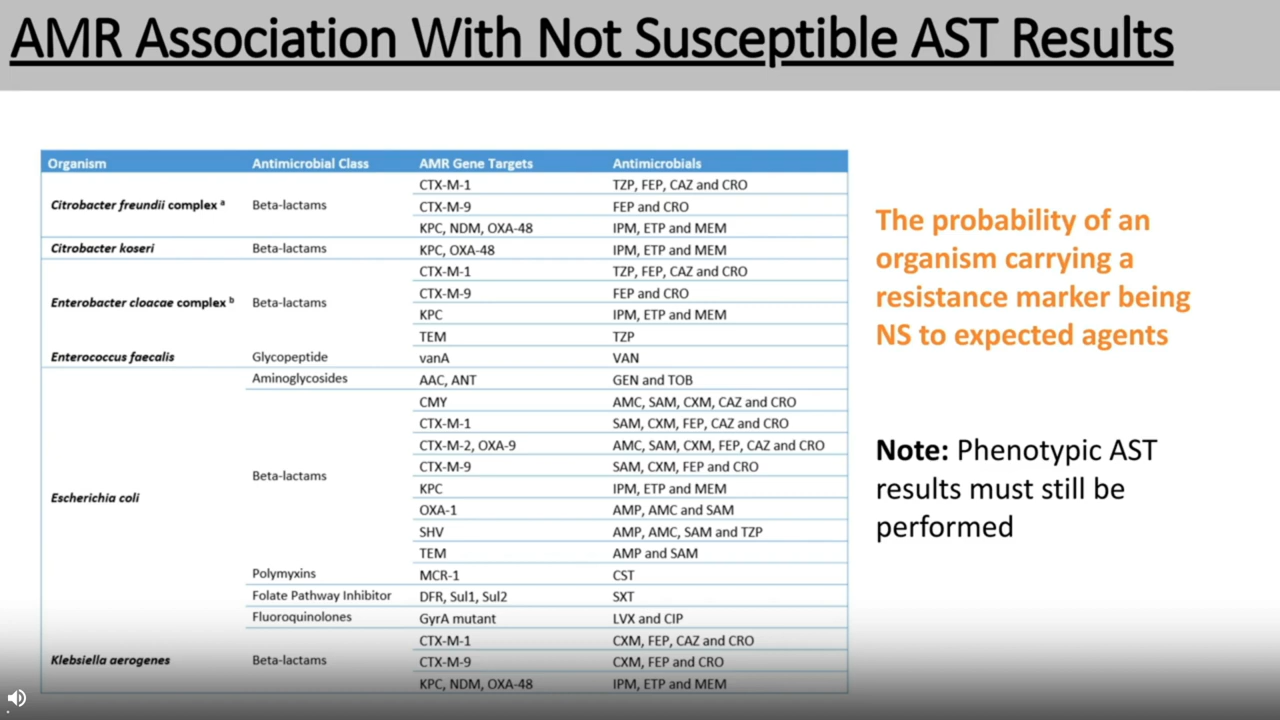 AMR Association With Not Susceptible AST Results
Organism Antimicrobial Class AMR Gene Targets Antimicrobials
Citrobacter freundii complex ᵃ Beta-lactams CTX-M-1 TZP, FEP, CAZ and CRO
CTX-M-9 FEP and CRO
KPC, NDM, OXA-48 IPM, ETP and MEM
Citrobacter koseri Beta-lactams KPC, OXA-48 IPM, ETP and MEM
Enterobacter cloacae complex ᵇ Beta-lactams CTX-M-1 TZP, FEP, CAZ and CRO
CTX-M-9 FEP and CRO
KPC IPM, ETP and MEM
TEM TZP
Enterococcus faecalis Glycopeptide vanA VAN
Escherichia coli Aminoglycosides AAC, ANT GEN and TOB
Beta-lactams CMY AMC, SAM, CXM, CAZ and CRO
CTX-M-1 SAM, CXM, FEP, CAZ and CRO
CTX-M-2, OXA-9 AMC, SAM, CXM, FEP, CAZ and CRO
CTX-M-9 SAM, CXM, FEP and CRO
KPC IPM, ETP and MEM
OXA-1 AMP, AMC and SAM
SHV AMP, AMC, SAM and TZP
TEM AMP and SAM
Polymyxins MCR-1 CST
Folate Pathway Inhibitor DFR, Sul1, Sul2 SXT
Fluoroquinolones GyrA mutant LVX and CIP
Klebsiella aerogenes Beta-lactams CTX-M-1 CXM, FEP, CAZ and CRO
CTX-M-9 CXM, FEP and CRO
KPC, NDM, OXA-48 IPM, ETP and MEM
The probability of an
organism carrying a
resistance marker being
NS to expected agents
Note: Phenotypic AST
results must still be
performed